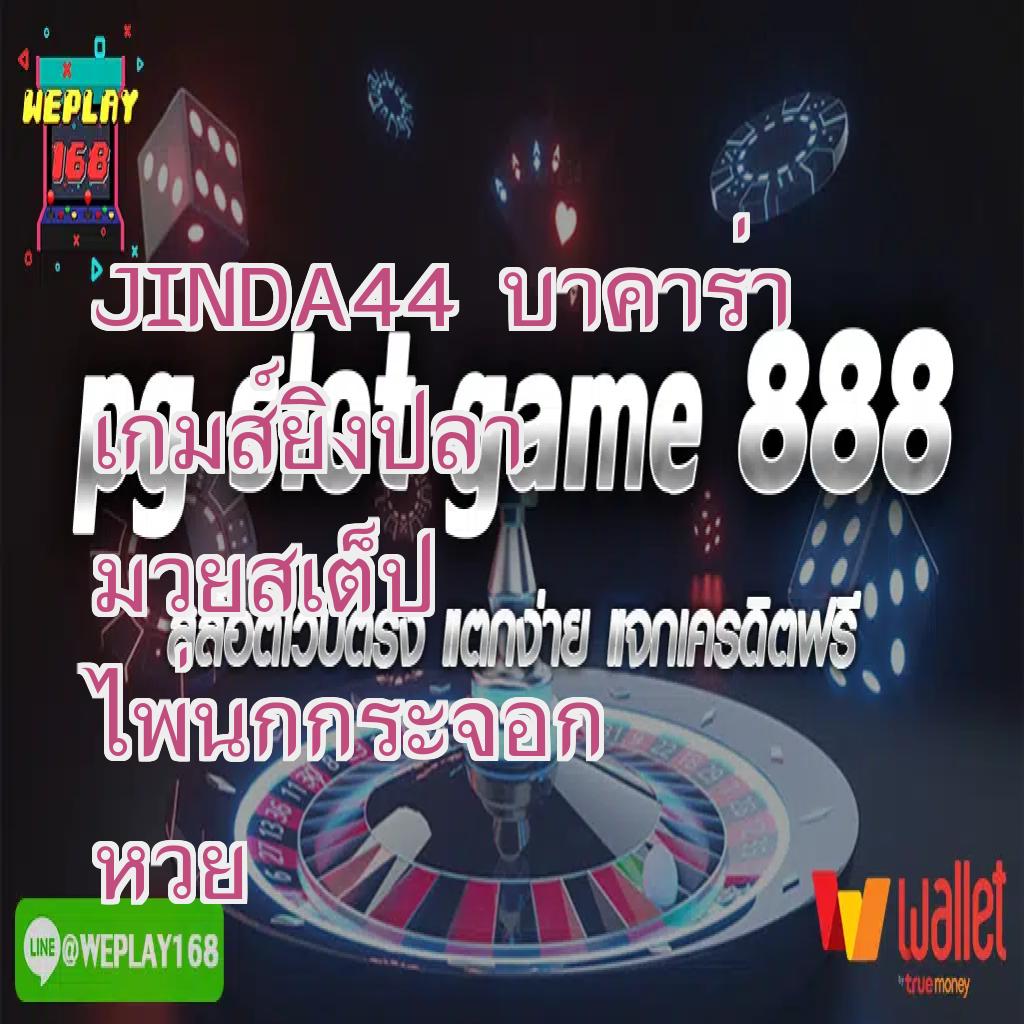 WEPLAY
168
JINDA44 บาคาร่า
pg slot game 888
เกมส์ยิงปลา
มวยสเต็ป
สล็อตเว็บตรง แตกง่าย แจกเครดิตฟรี
ไพ่นกกระจอก
หวย
LINE @WEPLAY168
wallet
by truemoney